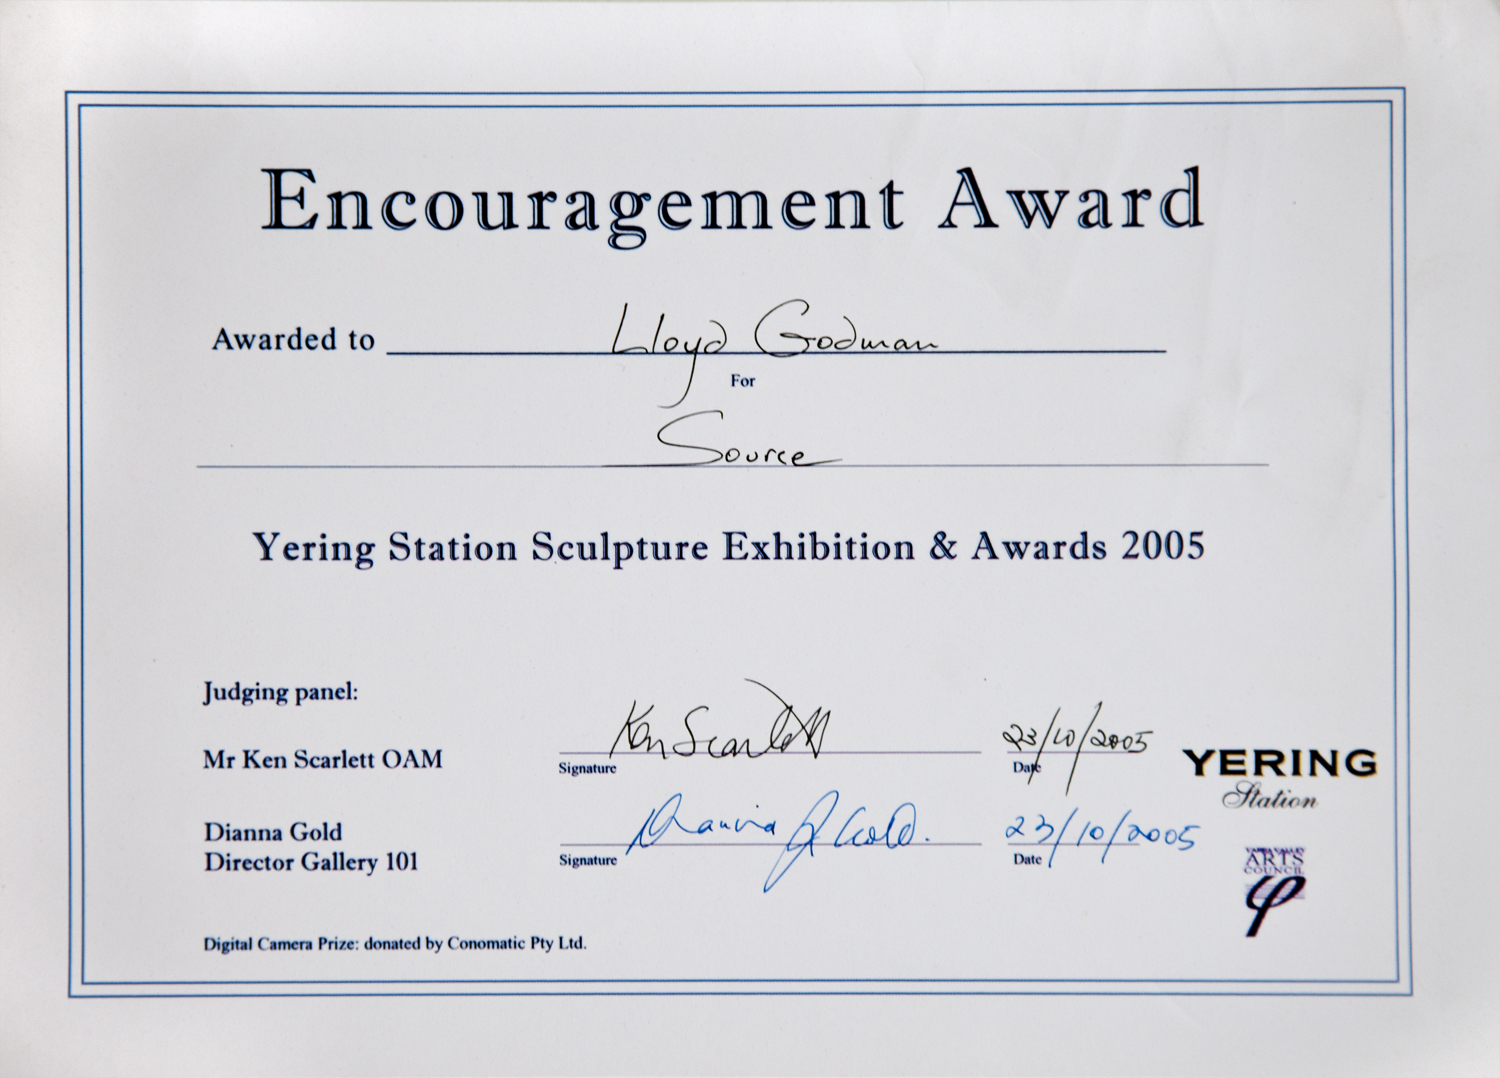 Encouragement Award
Awarded to Lloyd Godman
For
Source
Yering Station Sculpture Exhibition & Awards 2005
Judging panel:
Mr Ken Scarlett OAM
Ken Scarlett
Signature
23/10/2005
Date
Dianna Gold
Director Gallery 101
Dianna J Gold.
Signature
23/10/2005
Date
YERING
Station
YARRA VALLEY
ARTS
COUNCIL
Digital Camera Prize: donated by Conomatic Pty Ltd.